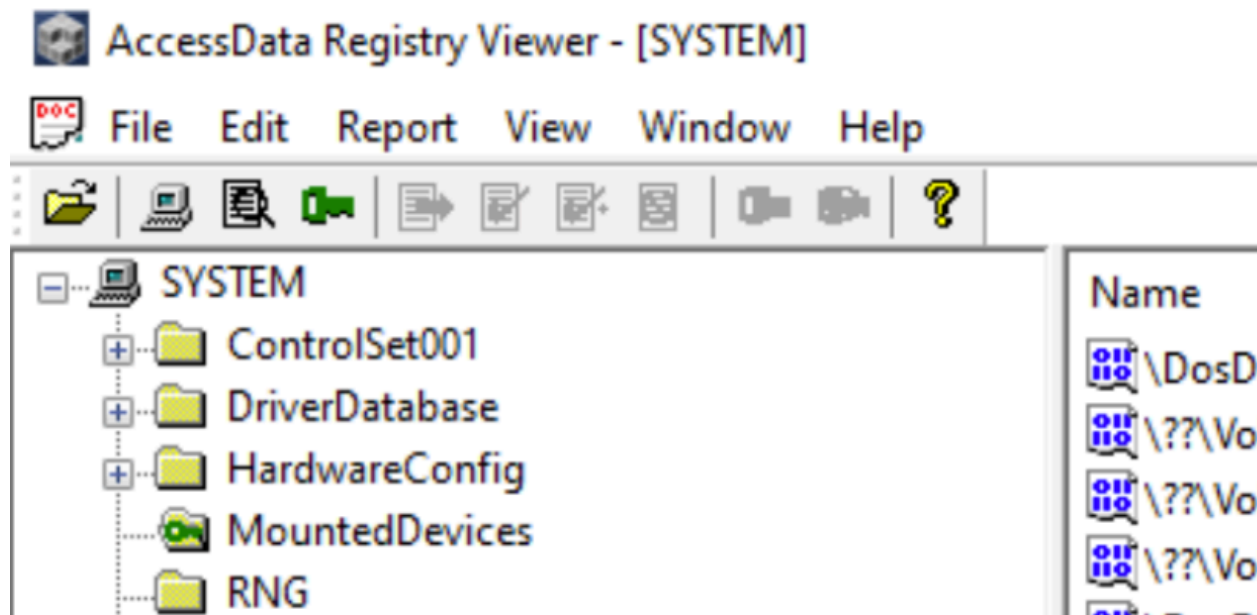 AccessData Registry Viewer - [SYSTEM]
File Edit Report View Window Help
SYSTEM
ControlSet001
DriverDatabase
HardwareConfig
MountedDevices
RNG
Name
\DosD
\??\Vo
\??\Vo
\??\Vo